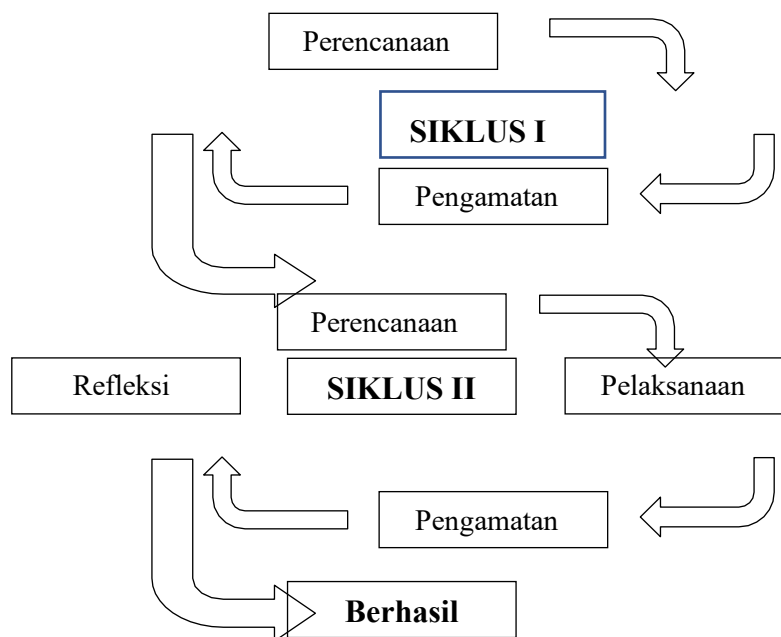 Perencanaan
SIKLUS I
Pengamatan
Perencanaan
Refleksi
SIKLUS II
Pelaksanaan
Pengamatan
Berhasil